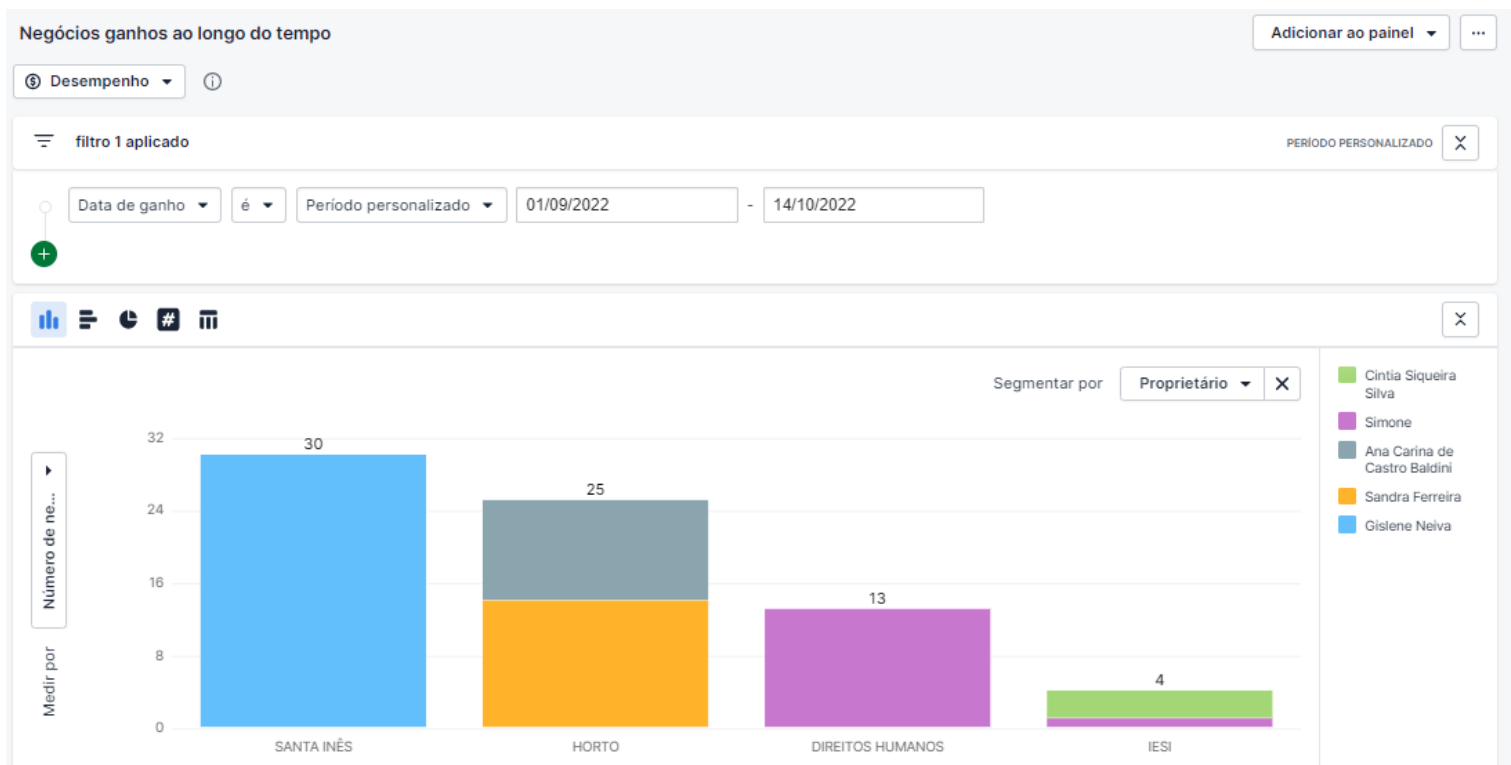 Negócios ganhos ao longo do tempo
Adicionar ao painel
Desempenho
filtro 1 aplicado
PERÍODO PERSONALIZADO
Data de ganho
é
Período personalizado
01/09/2022
-
14/10/2022
#
Segmentar por
Proprietário
Cintia Siqueira
Silva
Simone
Ana Carina de
Castro Baldini
Sandra Ferreira
Gislene Neiva
Número de ne...
Medir por
32
24
16
8
0
30
25
13
4
SANTA INÊS
HORTO
DIREITOS HUMANOS
IESI